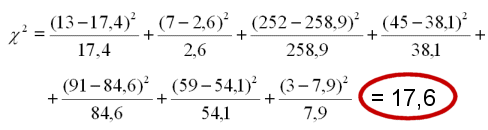 χ² = (13−17,4)²/17,4 + (7−2,6)²/2,6 + (252−258,9)²/258,9 + (45−38,1)²/38,1 +
+ (91−84,6)²/84,6 + (59−54,1)²/54,1 + (3−7,9)²/7,9 = 17,6